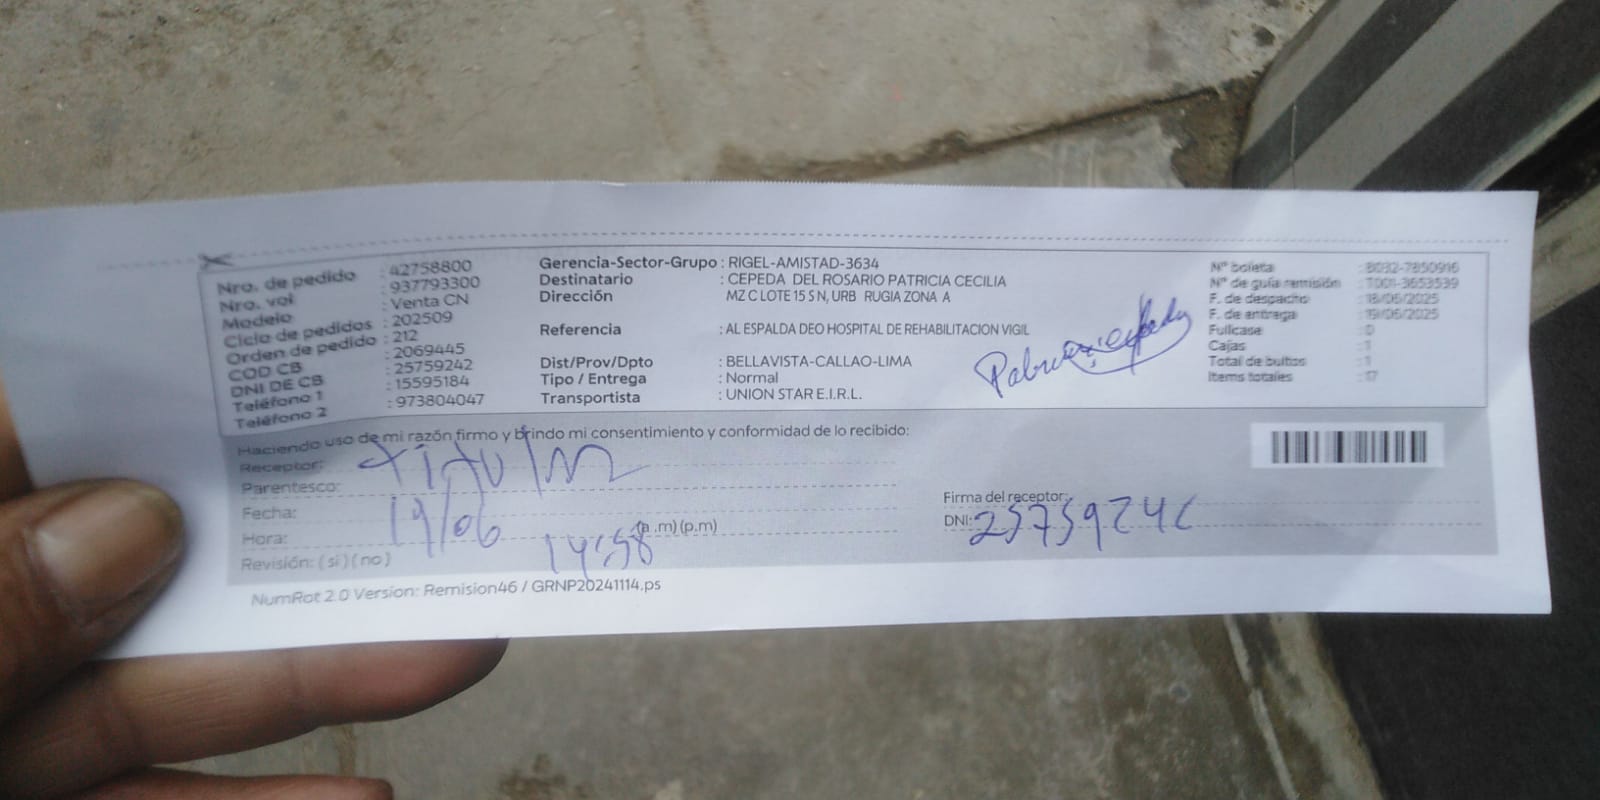 Nro. de pedido : 42758800
Nro. vol : 937793300
Modelo : Venta CN
Ciclo de pedidos : 202509
Orden de pedido : 212
COD CB : 2069445
DNI DE CB : 25759242
Teléfono 1 : 15595184
Teléfono 2 : 973804047
Gerencia-Sector-Grupo : RIGEL-AMISTAD-3634
Destinatario : CEPEDA DEL ROSARIO PATRICIA CECILIA
Dirección MZ C LOTE 15 S N, URB RUGIA ZONA A
Referencia : AL ESPALDA DEO HOSPITAL DE REHABILITACION VIGIL
Dist/Prov/Dpto : BELLAVISTA-CALLAO-LIMA
Tipo / Entrega : Normal
Transportista : UNION STAR E.I.R.L.
N° boleta : B032-7850916
N° de guía remisión : T001-3653539
F. de despacho : 18/06/2025
F. de entrega : 19/06/2025
Fullcase : 0
Cajas : 1
Total de bultos : 1
Items totales : 17
Haciendo uso de mi razón firmo y brindo mi consentimiento y conformidad de lo recibido:
Receptor:
Parentesco:
Fecha: 19/06
Hora: 14:58 (a.m) (p.m)
Revisión: ( si ) ( no )
Firma del receptor:
DNI: 25759242
NumRot 2.0 Version: Remision46 / GRNP20241114.ps